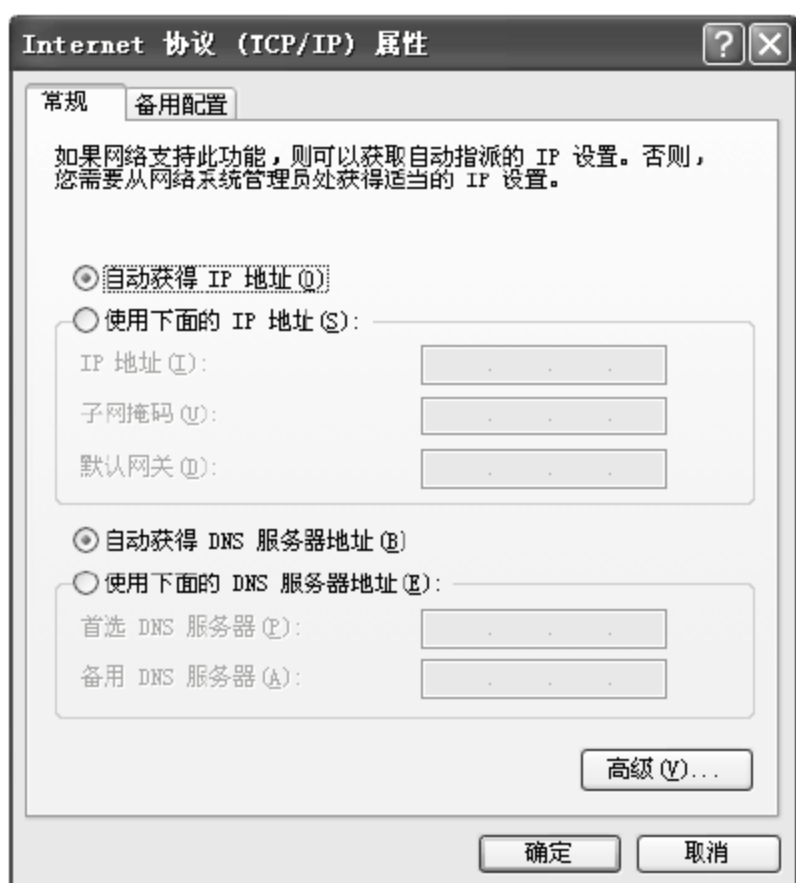 Internet 协议 (TCP/IP) 属性
常规 备用配置
如果网络支持此功能，则可以获取自动指派的 IP 设置。否则，
您需要从网络系统管理员处获得适当的 IP 设置。
自动获得 IP 地址(O)
使用下面的 IP 地址(S):
IP 地址(I):
子网掩码(U):
默认网关(D):
自动获得 DNS 服务器地址(B)
使用下面的 DNS 服务器地址(E):
首选 DNS 服务器(P):
备用 DNS 服务器(A):
高级(V)...
确定 取消